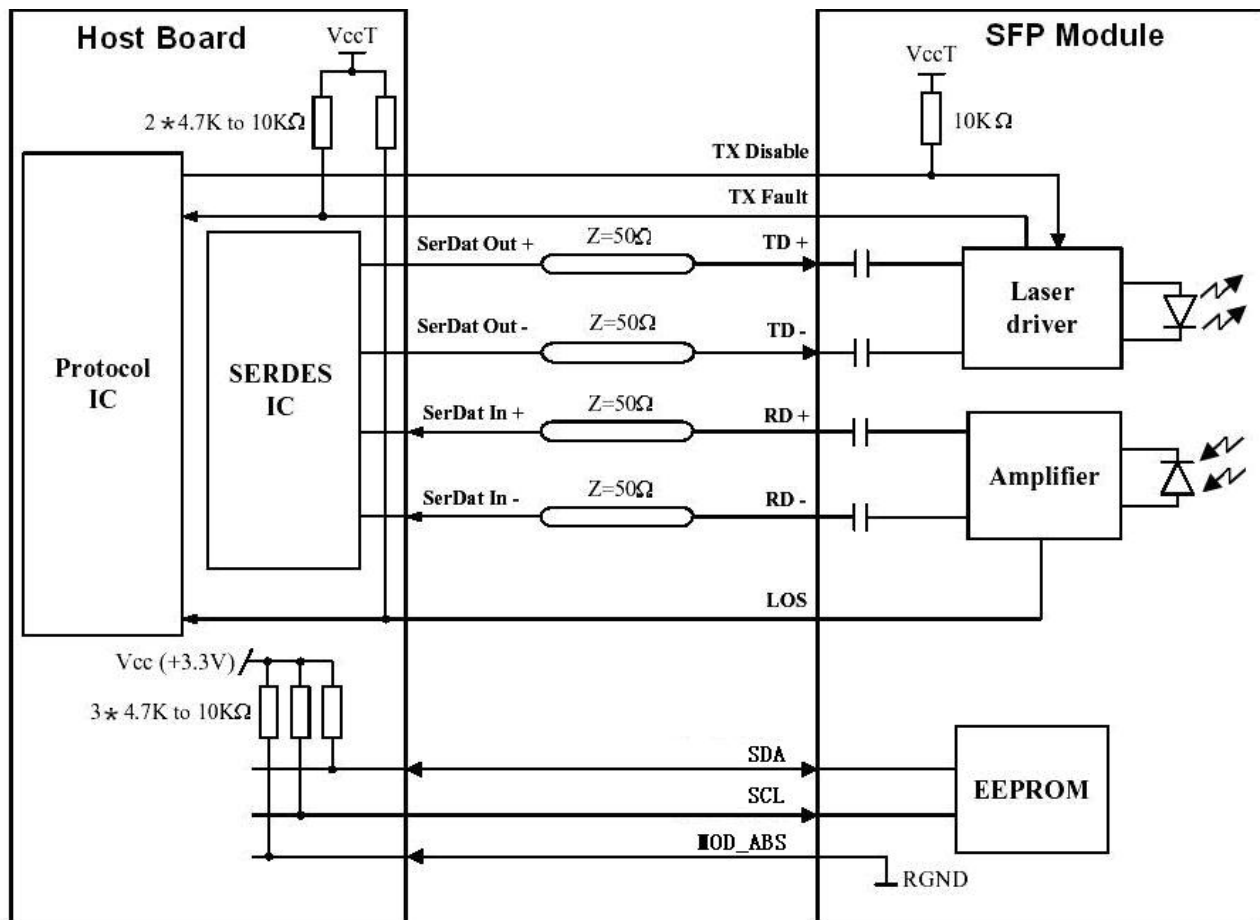 Host Board
SFP Module
VccT
VccT
2*4.7K to 10KΩ
10KΩ
TX Disable
TX Fault
SerDat Out +
Z=50Ω
TD +
Laser
driver
SerDat Out -
Z=50Ω
TD -
Protocol
IC
SERDES
IC
SerDat In +
Z=50Ω
RD +
Amplifier
SerDat In -
Z=50Ω
RD -
LOS
Vcc (+3.3V)
3*4.7K to 10KΩ
SDA
SCL
EEPROM
MOD_ABS
RGND